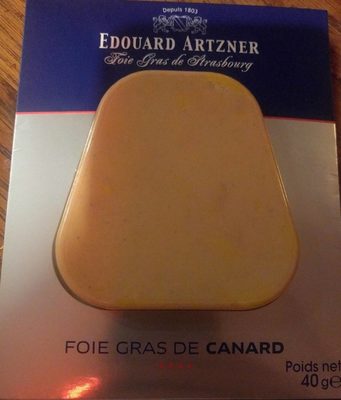 Depuis 1803
EDOUARD ARTZNER
Foie Gras de Strasbourg
FOIE GRAS DE CANARD
Poids net
40 g℮